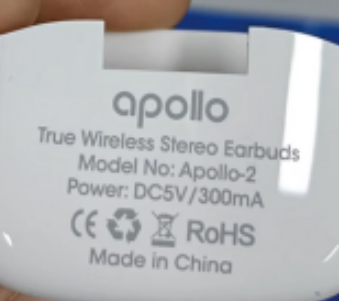 apollo
True Wireless Stereo Earbuds
Model No: Apollo-2
Power: DC5V/300mA
CE RoHS
Made in China